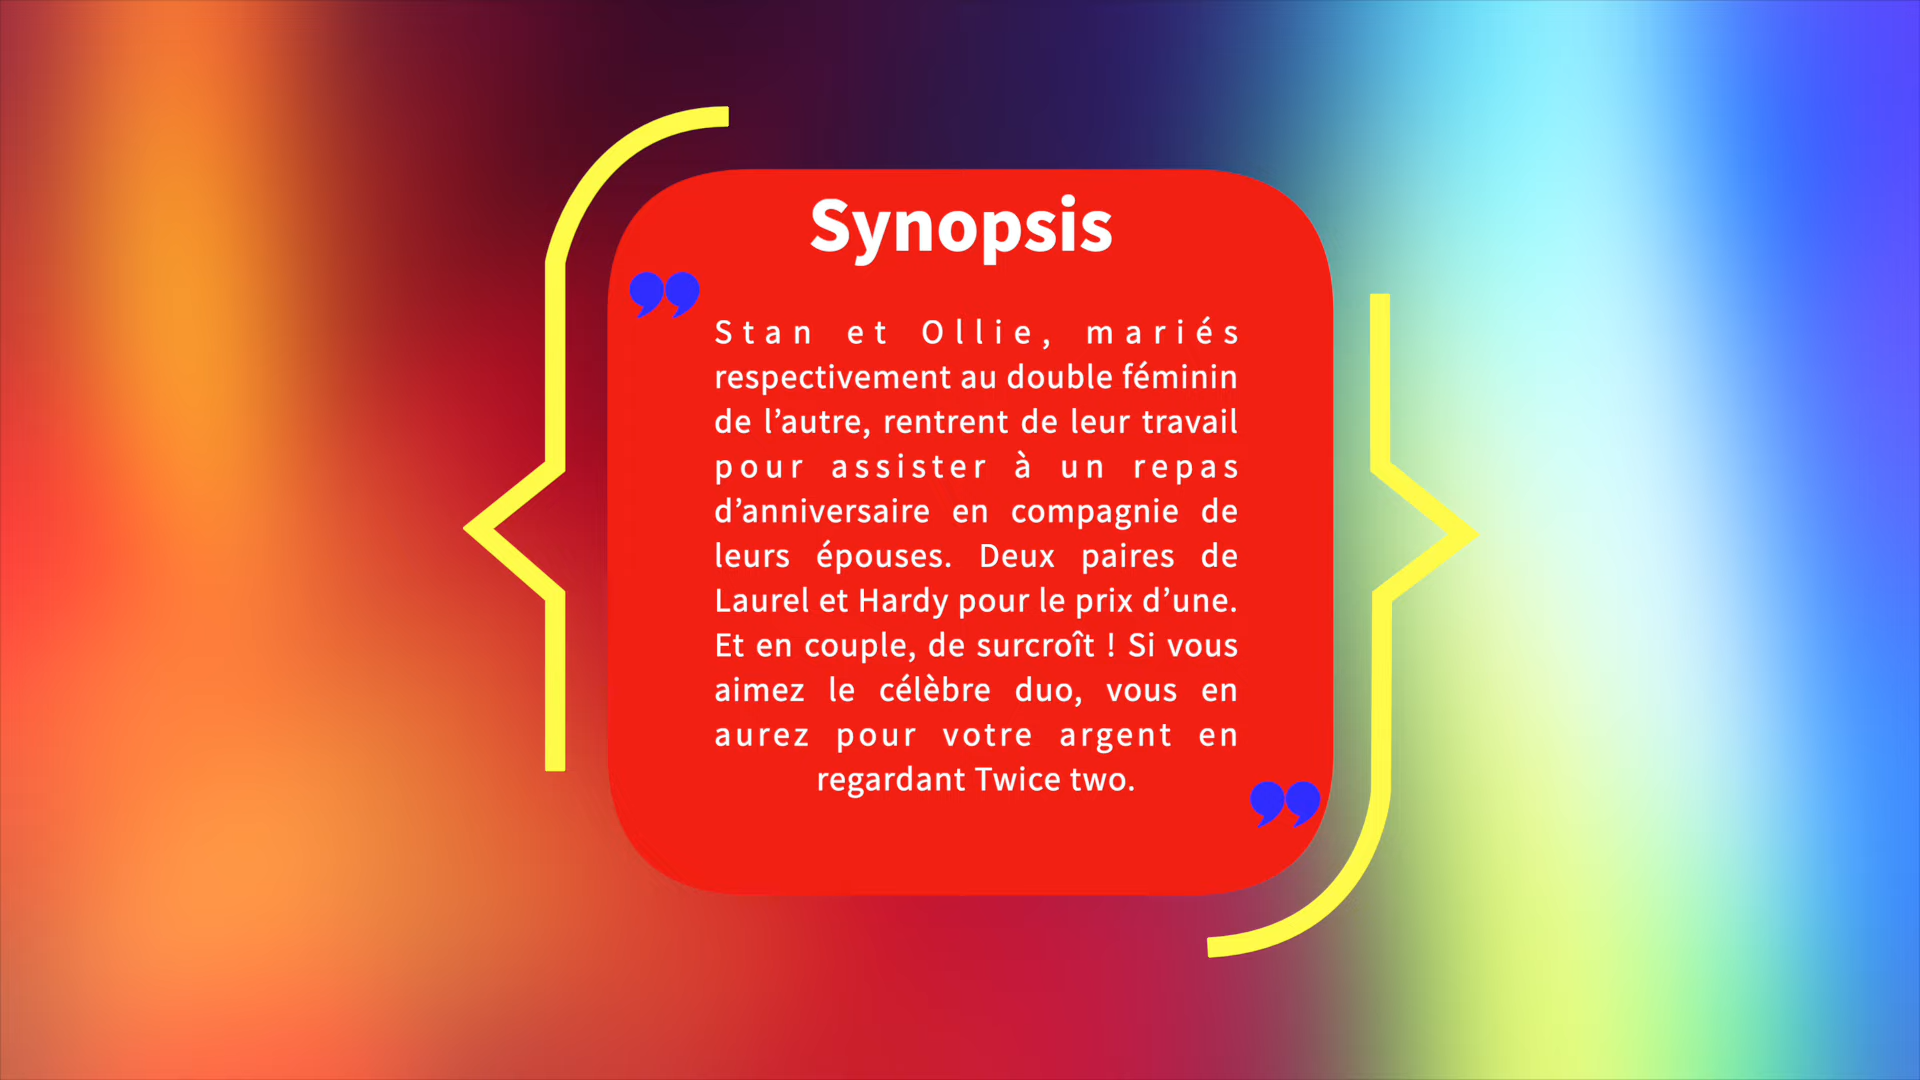 Synopsis
Stan et Ollie, mariés
respectivement au double féminin
de l’autre, rentrent de leur travail
pour assister à un repas
d’anniversaire en compagnie de
leurs épouses. Deux paires de
Laurel et Hardy pour le prix d’une.
Et en couple, de surcroît ! Si vous
aimez le célèbre duo, vous en
aurez pour votre argent en
regardant Twice two.